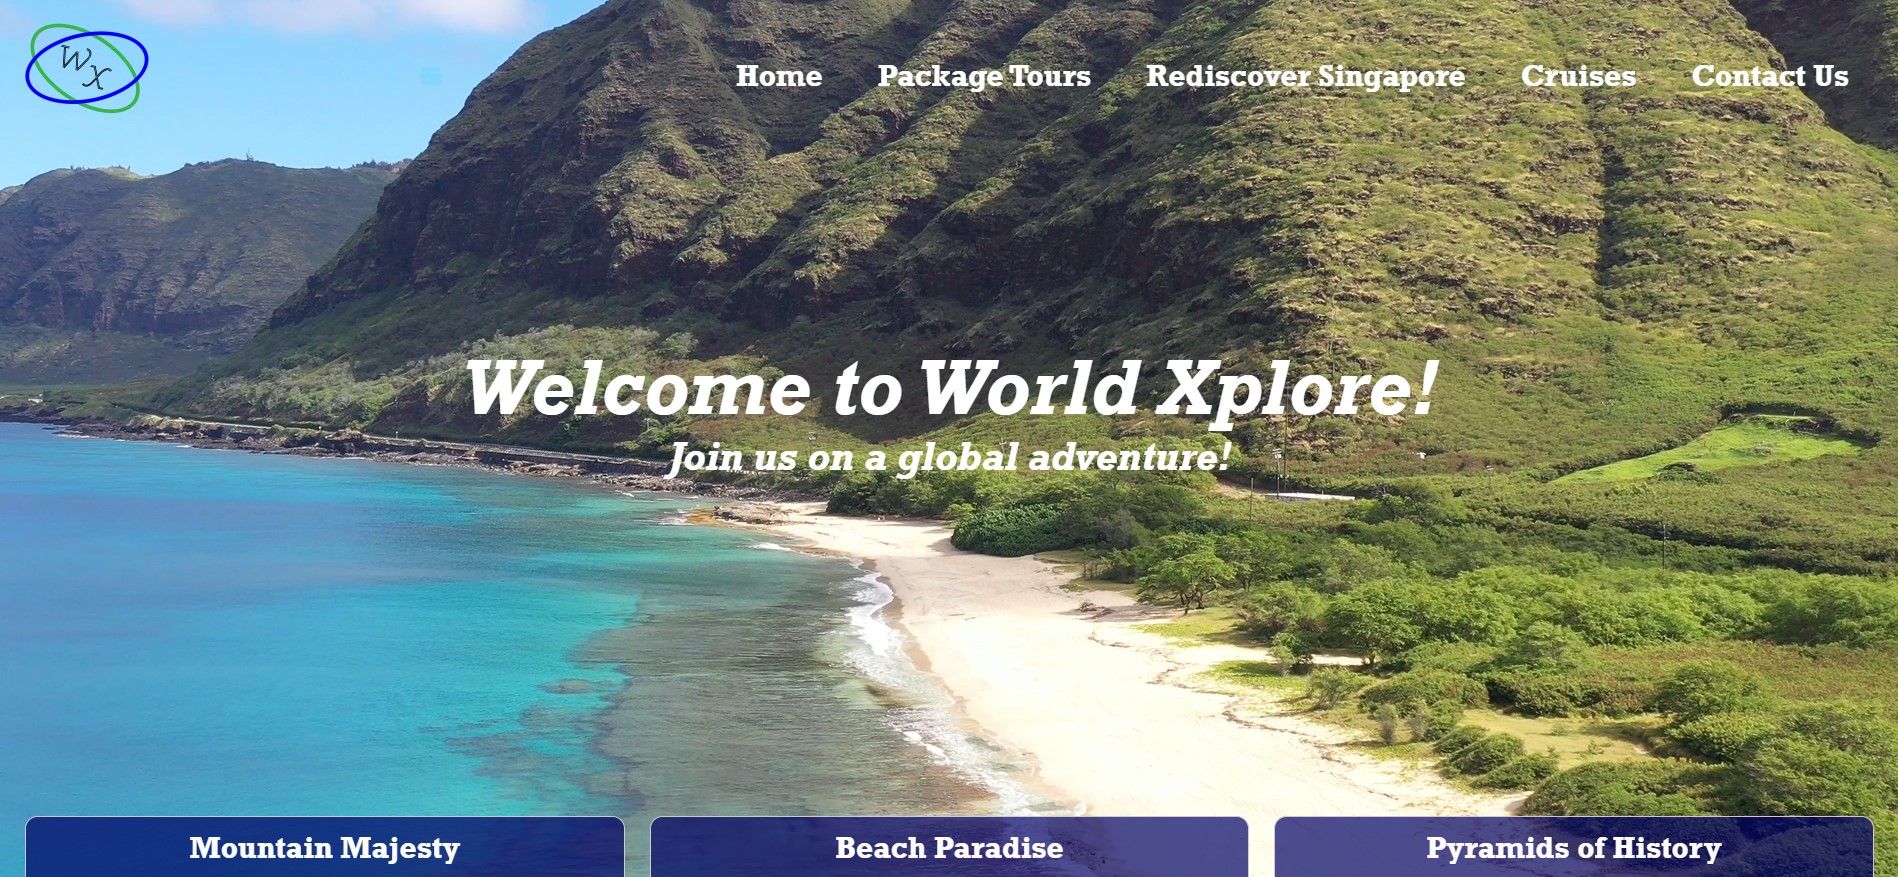 WX
Home Package Tours Rediscover Singapore Cruises Contact Us
Welcome to World Xplore!
Join us on a global adventure!
Mountain Majesty Beach Paradise Pyramids of History